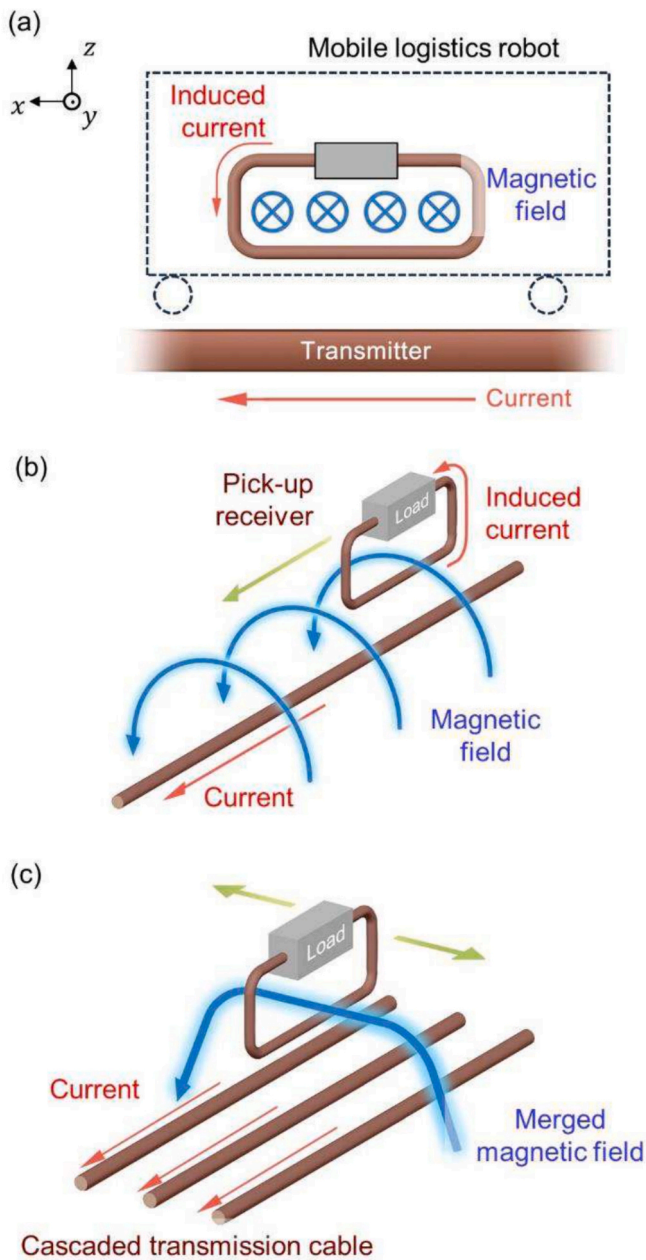 (a)
z
x
y
Mobile logistics robot
Induced
current
Magnetic
field
Transmitter
Current
(b)
Pick-up
receiver
Load
Induced
current
Magnetic
field
Current
(c)
Load
Current
Merged
magnetic field
Cascaded transmission cable